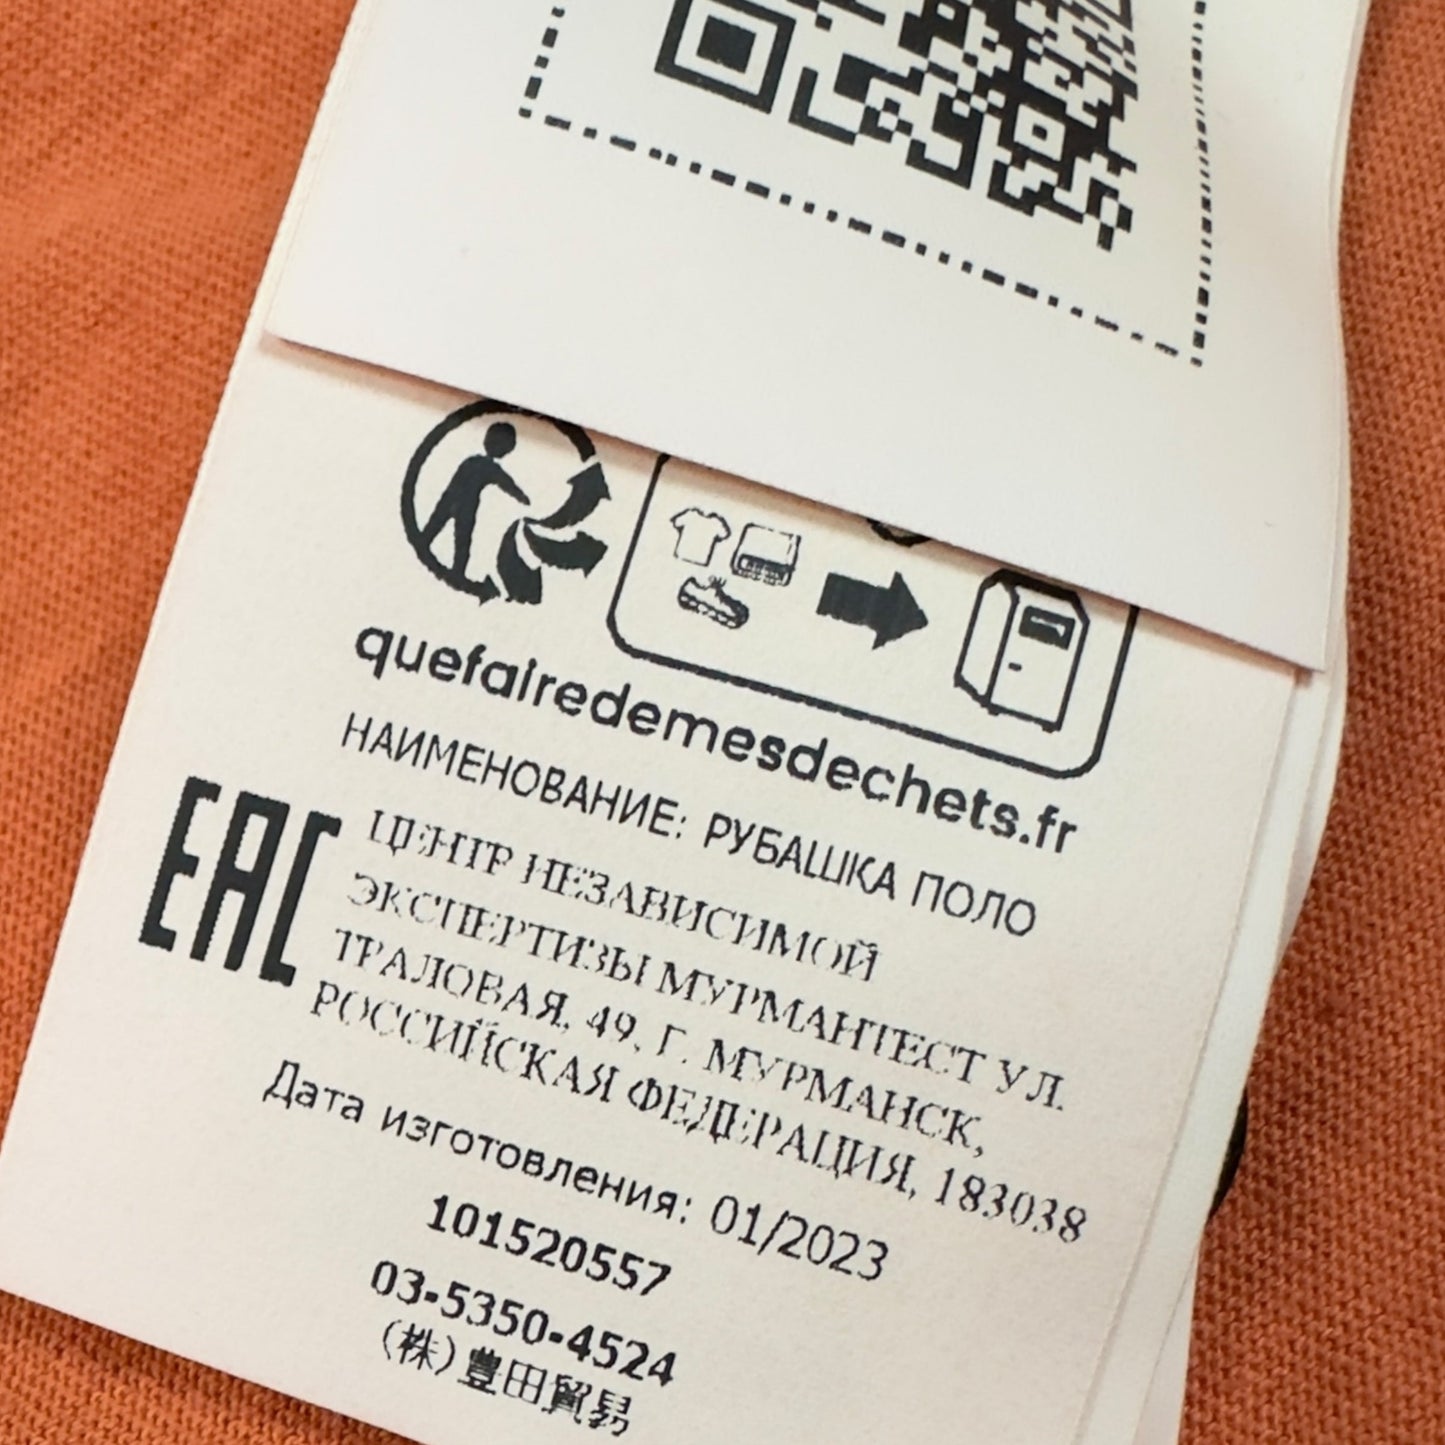 quefairedemesdechets.fr
НАИМЕНОВАНИЕ: РУБАШКА ПОЛО
EAC
ЦЕНТР НЕЗАВИСИМОЙ
ЭКСПЕРТИЗЫ МУРМАНТЕСТ УЛ.
ТРАЛОВАЯ, 49, Г. МУРМАНСК,
РОССИЙСКАЯ ФЕДЕРАЦИЯ, 183038
Дата изготовления: 01/2023
101520557
03-5350-4524
(株)豊田貿易